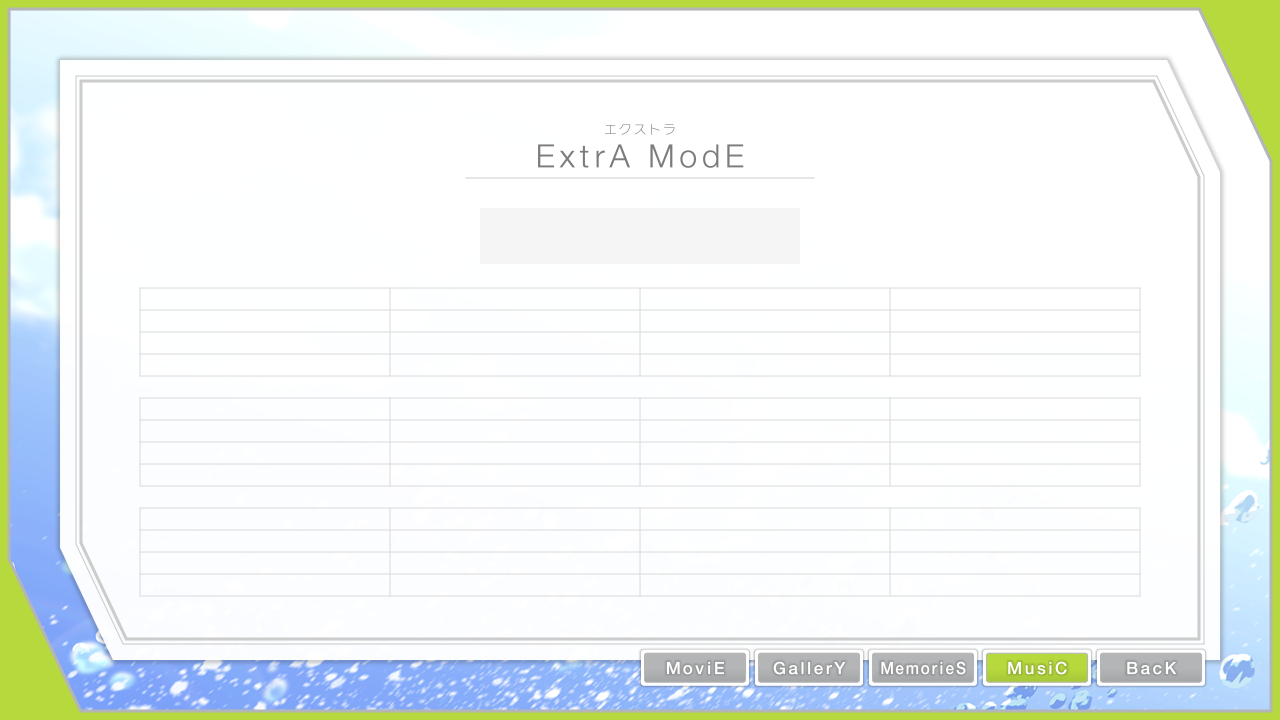 エクストラ
ExtrA ModE
MoviE
GallerY
MemorieS
MusiC
BacK